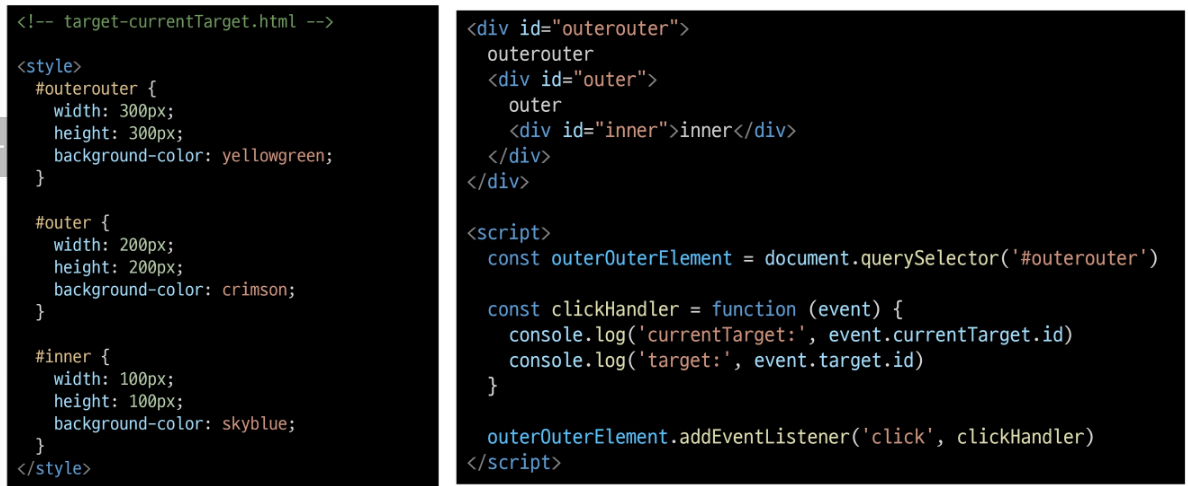 <!-- target-currentTarget.html -->
<style>
#outerouter {
width: 300px;
height: 300px;
background-color: yellowgreen;
}
#outer {
width: 200px;
height: 200px;
background-color: crimson;
}
#inner {
width: 100px;
height: 100px;
background-color: skyblue;
}
</style>
<div id="outerouter">
outerouter
<div id="outer">
outer
<div id="inner">inner</div>
</div>
</div>
<script>
const outerOuterElement = document.querySelector('#outerouter')
const clickHandler = function (event) {
console.log('currentTarget:', event.currentTarget.id)
console.log('target:', event.target.id)
}
outerOuterElement.addEventListener('click', clickHandler)
</script>